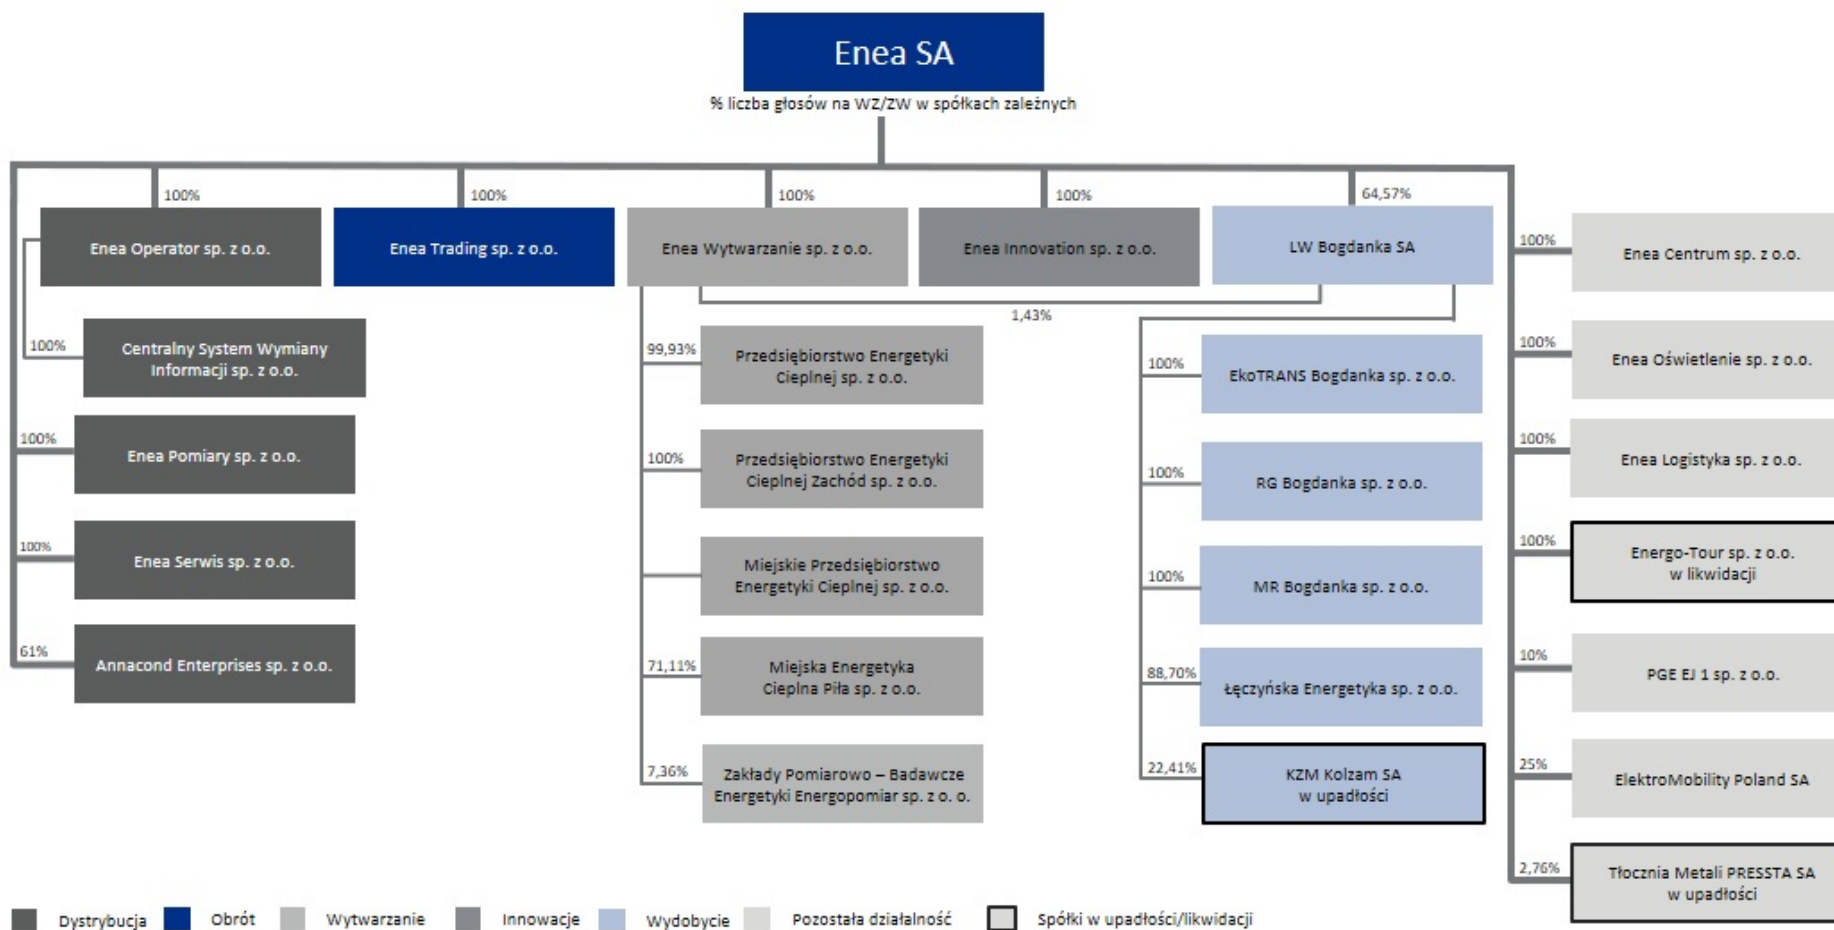 Enea SA
% liczba głosów na WZ/ZW w spółkach zależnych
100%
100%
100%
100%
64,57%
Enea Operator sp. z o.o.
Enea Trading sp. z o.o.
Enea Wytwarzanie sp. z o.o.
Enea Innovation sp. z o.o.
LW Bogdanka SA
1,43%
100%
Centralny System Wymiany
Informacji sp. z o.o.
100%
Enea Pomiary sp. z o.o.
100%
Enea Serwis sp. z o.o.
61%
Annacond Enterprises sp. z o.o.
99,93%
Przedsiębiorstwo Energetyki
Cieplnej sp. z o.o.
100%
Przedsiębiorstwo Energetyki
Cieplnej Zachód sp. z o.o.
Miejskie Przedsiębiorstwo
Energetyki Cieplnej sp. z o.o.
71,11%
Miejska Energetyka
Cieplna Piła sp. z o.o.
7,36%
Zakłady Pomiarowo – Badawcze
Energetyki Energopomiar sp. z o. o.
100%
EkoTRANS Bogdanka sp. z o.o.
100%
RG Bogdanka sp. z o.o.
100%
MR Bogdanka sp. z o.o.
88,70%
Łęczyńska Energetyka sp. z o.o.
22,41%
KZM Kolzam SA
w upadłości
100%
Enea Centrum sp. z o.o.
100%
Enea Oświetlenie sp. z o.o.
100%
Enea Logistyka sp. z o.o.
100%
Energo-Tour sp. z o.o.
w likwidacji
10%
PGE EJ 1 sp. z o.o.
25%
ElektroMobility Poland SA
2,76%
Tłocznia Metali PRESSTA SA
w upadłości
Dystrybucja
Obrót
Wytwarzanie
Innowacje
Wydobycie
Pozostała działalność
Spółki w upadłości/likwidacji